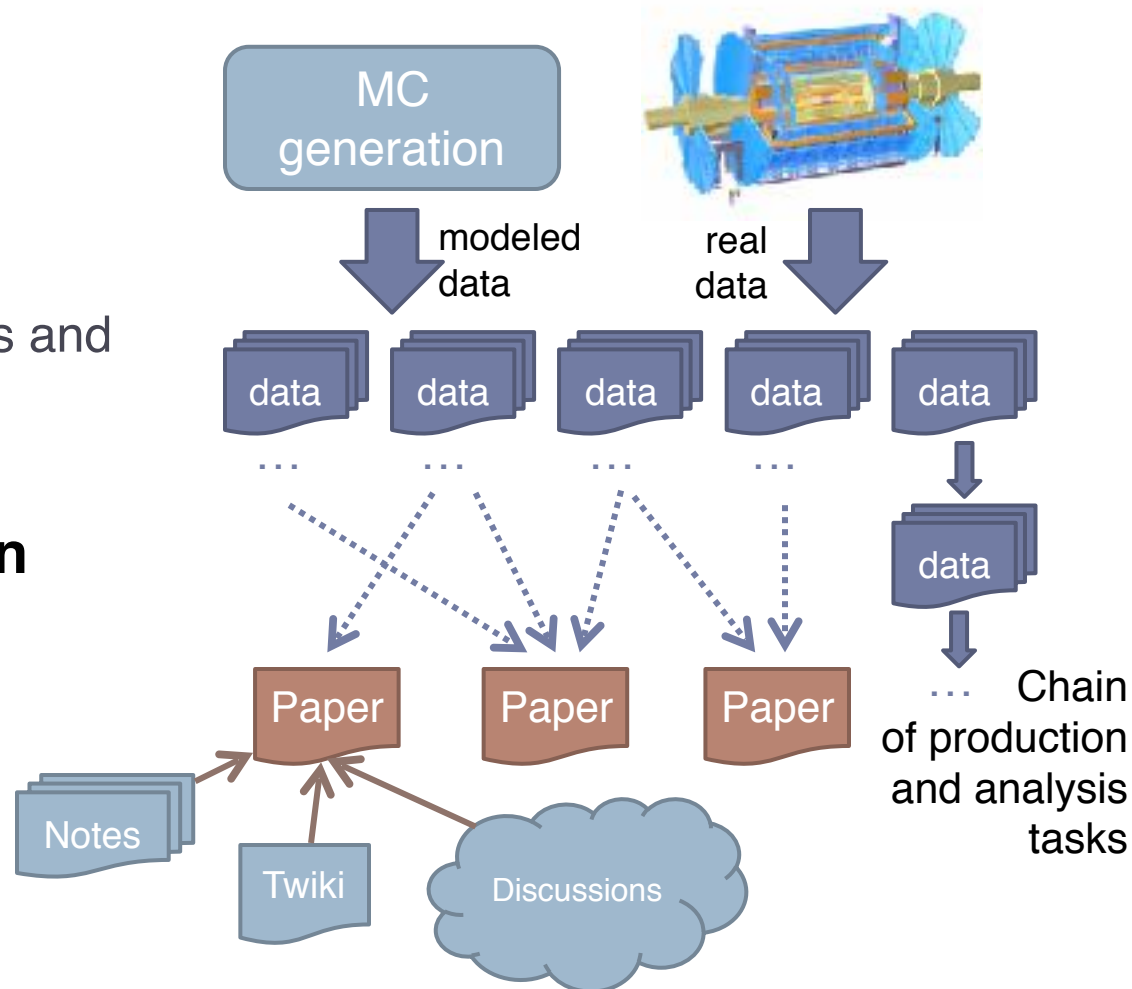 MC
generation
modeled
data
real
data
s and
data
data
data
data
data
...
...
...
...
n
data
Paper
Paper
Paper
... Chain
of production
and analysis
tasks
Notes
Twiki
Discussions